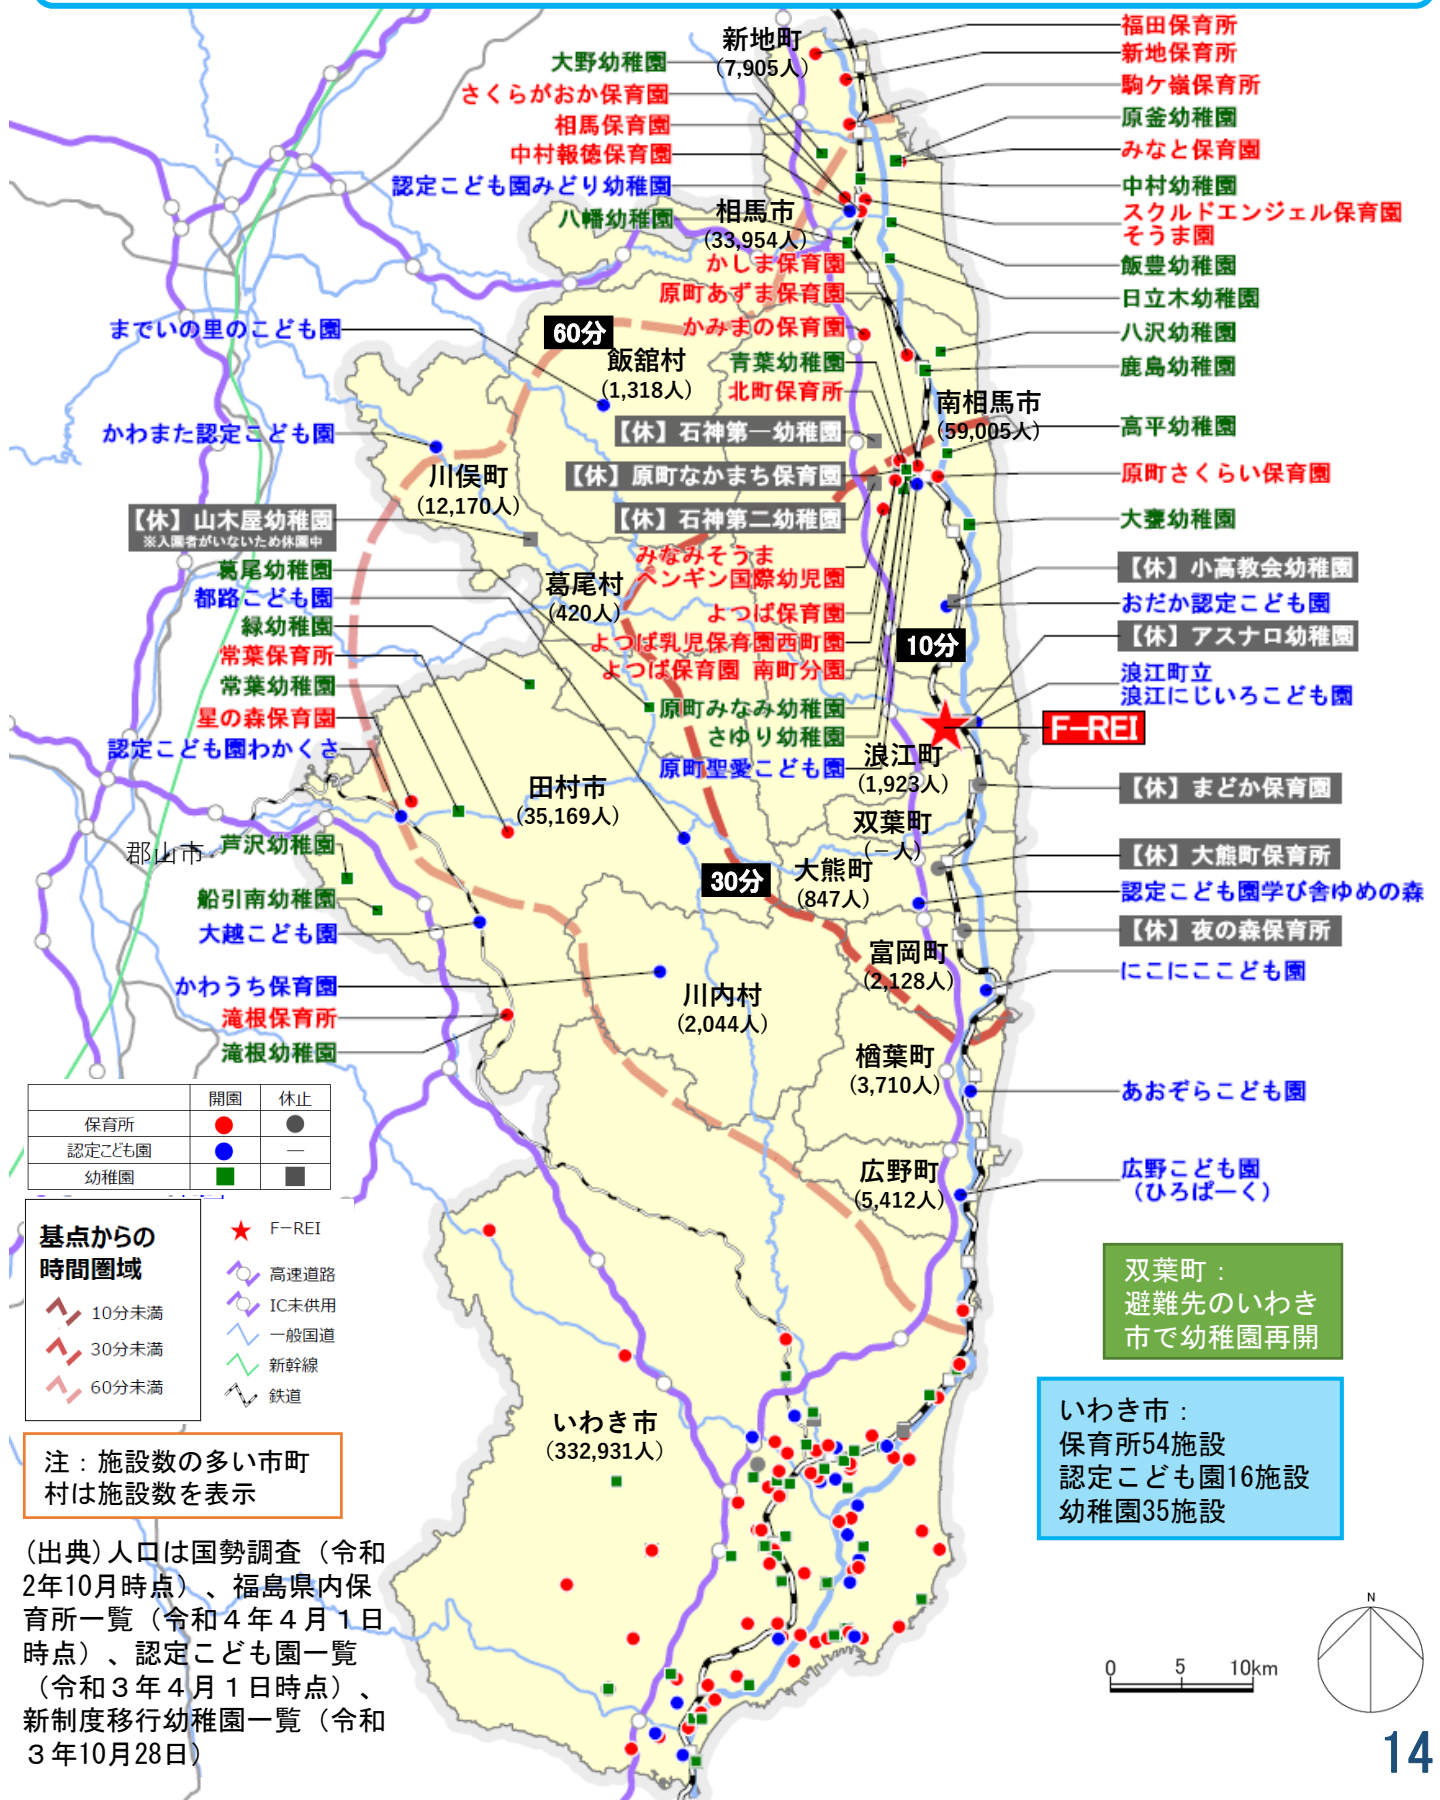 大野幼稚園
さくらがおか保育園
相馬保育園
中村報徳保育園
認定こども園みどり幼稚園
八幡幼稚園
新地町
(7,905人)
相馬市
(33,954人)
福田保育所
新地保育所
駒ケ嶺保育所
原釜幼稚園
みなと保育園
中村幼稚園
スクルドエンジェル保育園
そうま園
飯豊幼稚園
日立木幼稚園
八沢幼稚園
鹿島幼稚園
高平幼稚園
原町さくらい保育園
大甕幼稚園
【休】小高教会幼稚園
おだか認定こども園
【休】アスナロ幼稚園
浪江町立
浪江にじいろこども園
F-REI
【休】まどか保育園
【休】大熊町保育所
認定こども園学び舎ゆめの森
【休】夜の森保育所
にこにここども園
あおぞらこども園
広野こども園
(ひろぱーく)
かしま保育園
原町あずま保育園
かみまの保育園
青葉幼稚園
北町保育所
【休】石神第一幼稚園
【休】原町なかまち保育園
【休】石神第二幼稚園
みなみそうま
ペンギン国際幼児園
よつば保育園
よつば乳児保育園西町園
よつば保育園 南町分園
原町みなみ幼稚園
さゆり幼稚園
原町聖愛こども園
60分
飯舘村
(1,318人)
南相馬市
(59,005人)
までいの里のこども園
かわまた認定こども園
川俣町
(12,170人)
【休】山木屋幼稚園
※入園者がいないため休園中
葛尾幼稚園
都路こども園
緑幼稚園
常葉保育所
常葉幼稚園
星の森保育園
認定こども園わかくさ
葛尾村
(420人)
10分
浪江町
(1,923人)
田村市
(35,169人)
双葉町
(－人)
大熊町
(847人)
30分
郡山市
芦沢幼稚園
船引南幼稚園
大越こども園
かわうち保育園
滝根保育所
滝根幼稚園
富岡町
(2,128人)
川内村
(2,044人)
楢葉町
(3,710人)
広野町
(5,412人)
いわき市
(332,931人)
開園 休止
保育所
認定こども園 ―
幼稚園
基点からの
時間圏域
10分未満
30分未満
60分未満
F-REI
高速道路
IC未供用
一般国道
新幹線
鉄道
注：施設数の多い市町
村は施設数を表示
(出典)人口は国勢調査（令和
2年10月時点）、福島県内保
育所一覧（令和４年４月１日
時点）、認定こども園一覧
（令和３年４月１日時点）、
新制度移行幼稚園一覧（令和
３年10月28日）
双葉町：
避難先のいわき
市で幼稚園再開
いわき市：
保育所54施設
認定こども園16施設
幼稚園35施設
N
0 5 10km
14